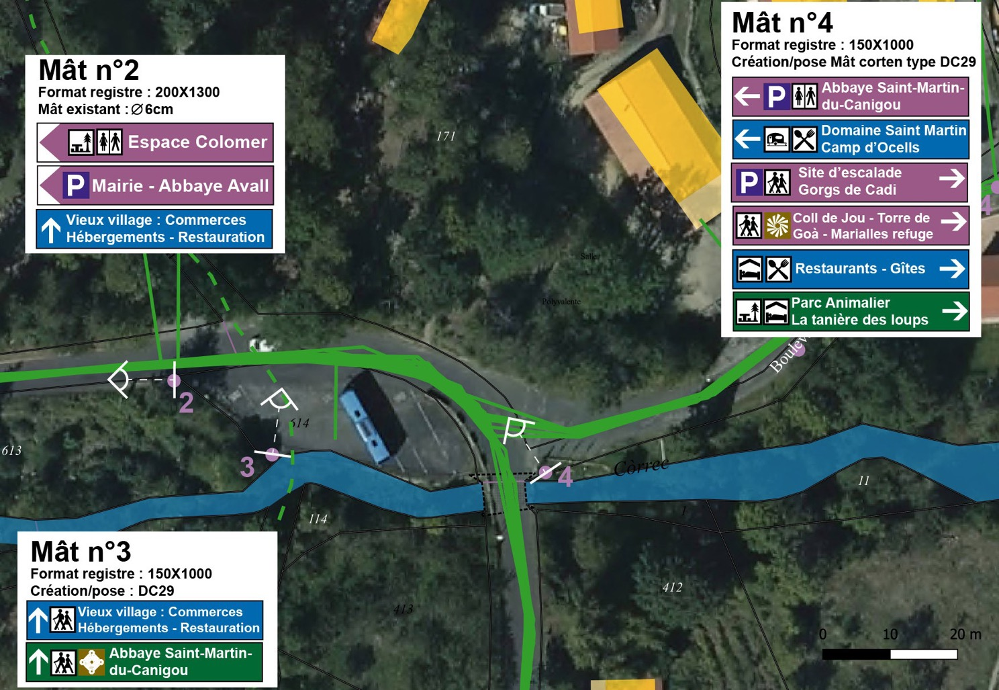 Mât n°2
Format registre : 200X1300
Mât existant : ∅ 6cm
Espace Colomer
P Mairie - Abbaye Avall
Vieux village : Commerces
Hébergements - Restauration
Mât n°4
Format registre : 150X1000
Création/pose Mât corten type DC29
P Abbaye Saint-Martin-
du-Canigou
Domaine Saint Martin
Camp d’Ocells
P Site d’escalade
Gorgs de Cadi
Coll de Jou - Torre de
Goà - Marialles refuge
Restaurants - Gîtes
Parc Animalier
La tanière des loups
171
4
Salle
Polyvalente
Boulev
2
614
613
3
4
Còrree
11
114
1
412
413
Mât n°3
Format registre : 150X1000
Création/pose : DC29
Vieux village : Commerces
Hébergements - Restauration
Abbaye Saint-Martin-
du-Canigou
0 10 20 m